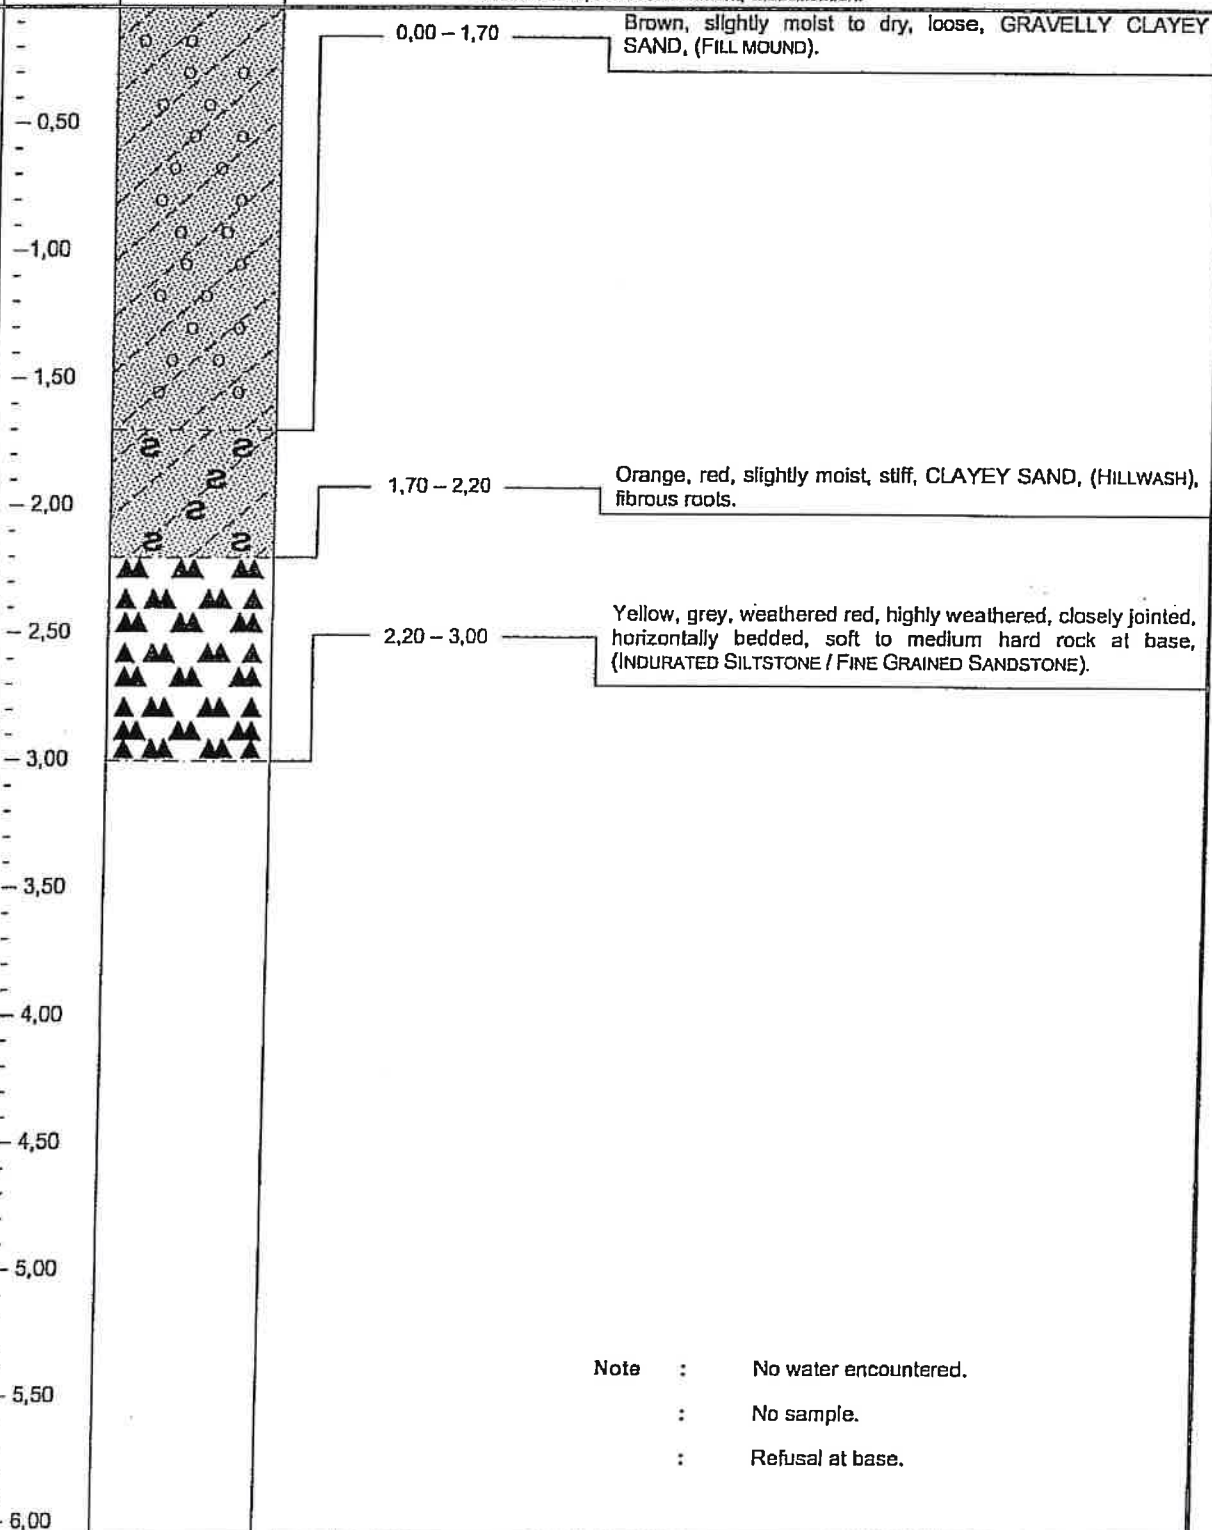 0,00 – 1,70
Brown, slightly moist to dry, loose, GRAVELLY CLAYEY
SAND, (FILL MOUND).
0,50
1,00
1,50
1,70 – 2,20
Orange, red, slightly moist, stiff, CLAYEY SAND, (HILLWASH),
fibrous roots.
2,00
2,20 – 3,00
Yellow, grey, weathered red, highly weathered, closely jointed,
horizontally bedded, soft to medium hard rock at base,
(INDURATED SILTSTONE / FINE GRAINED SANDSTONE).
2,50
3,00
3,50
4,00
4,50
5,00
Note : No water encountered.
5,50
: No sample.
: Refusal at base.
6,00